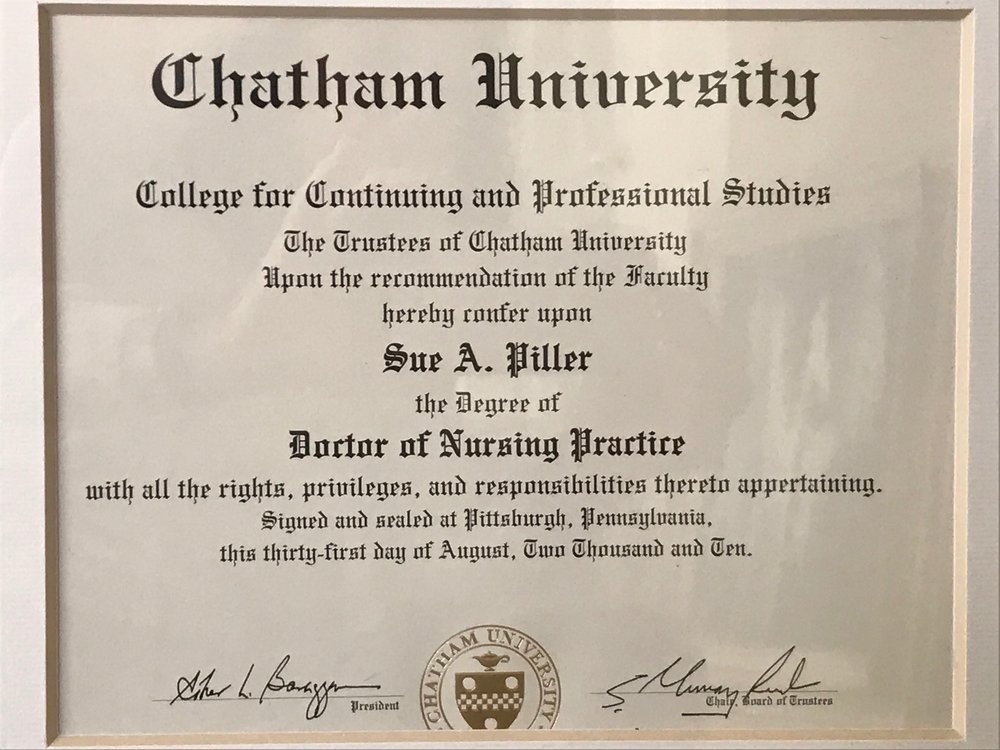 Chatham University
College for Continuing and Professional Studies
The Trustees of Chatham University
Upon the recommendation of the Faculty
hereby confer upon
Sue A. Piller
the Degree of
Doctor of Nursing Practice
with all the rights, privileges, and responsibilities thereto appertaining.
Signed and sealed at Pittsburgh, Pennsylvania,
this thirty-first day of August, Two Thousand and Ten.
President
CHATHAM UNIVERSITY
Chair, Board of Trustees